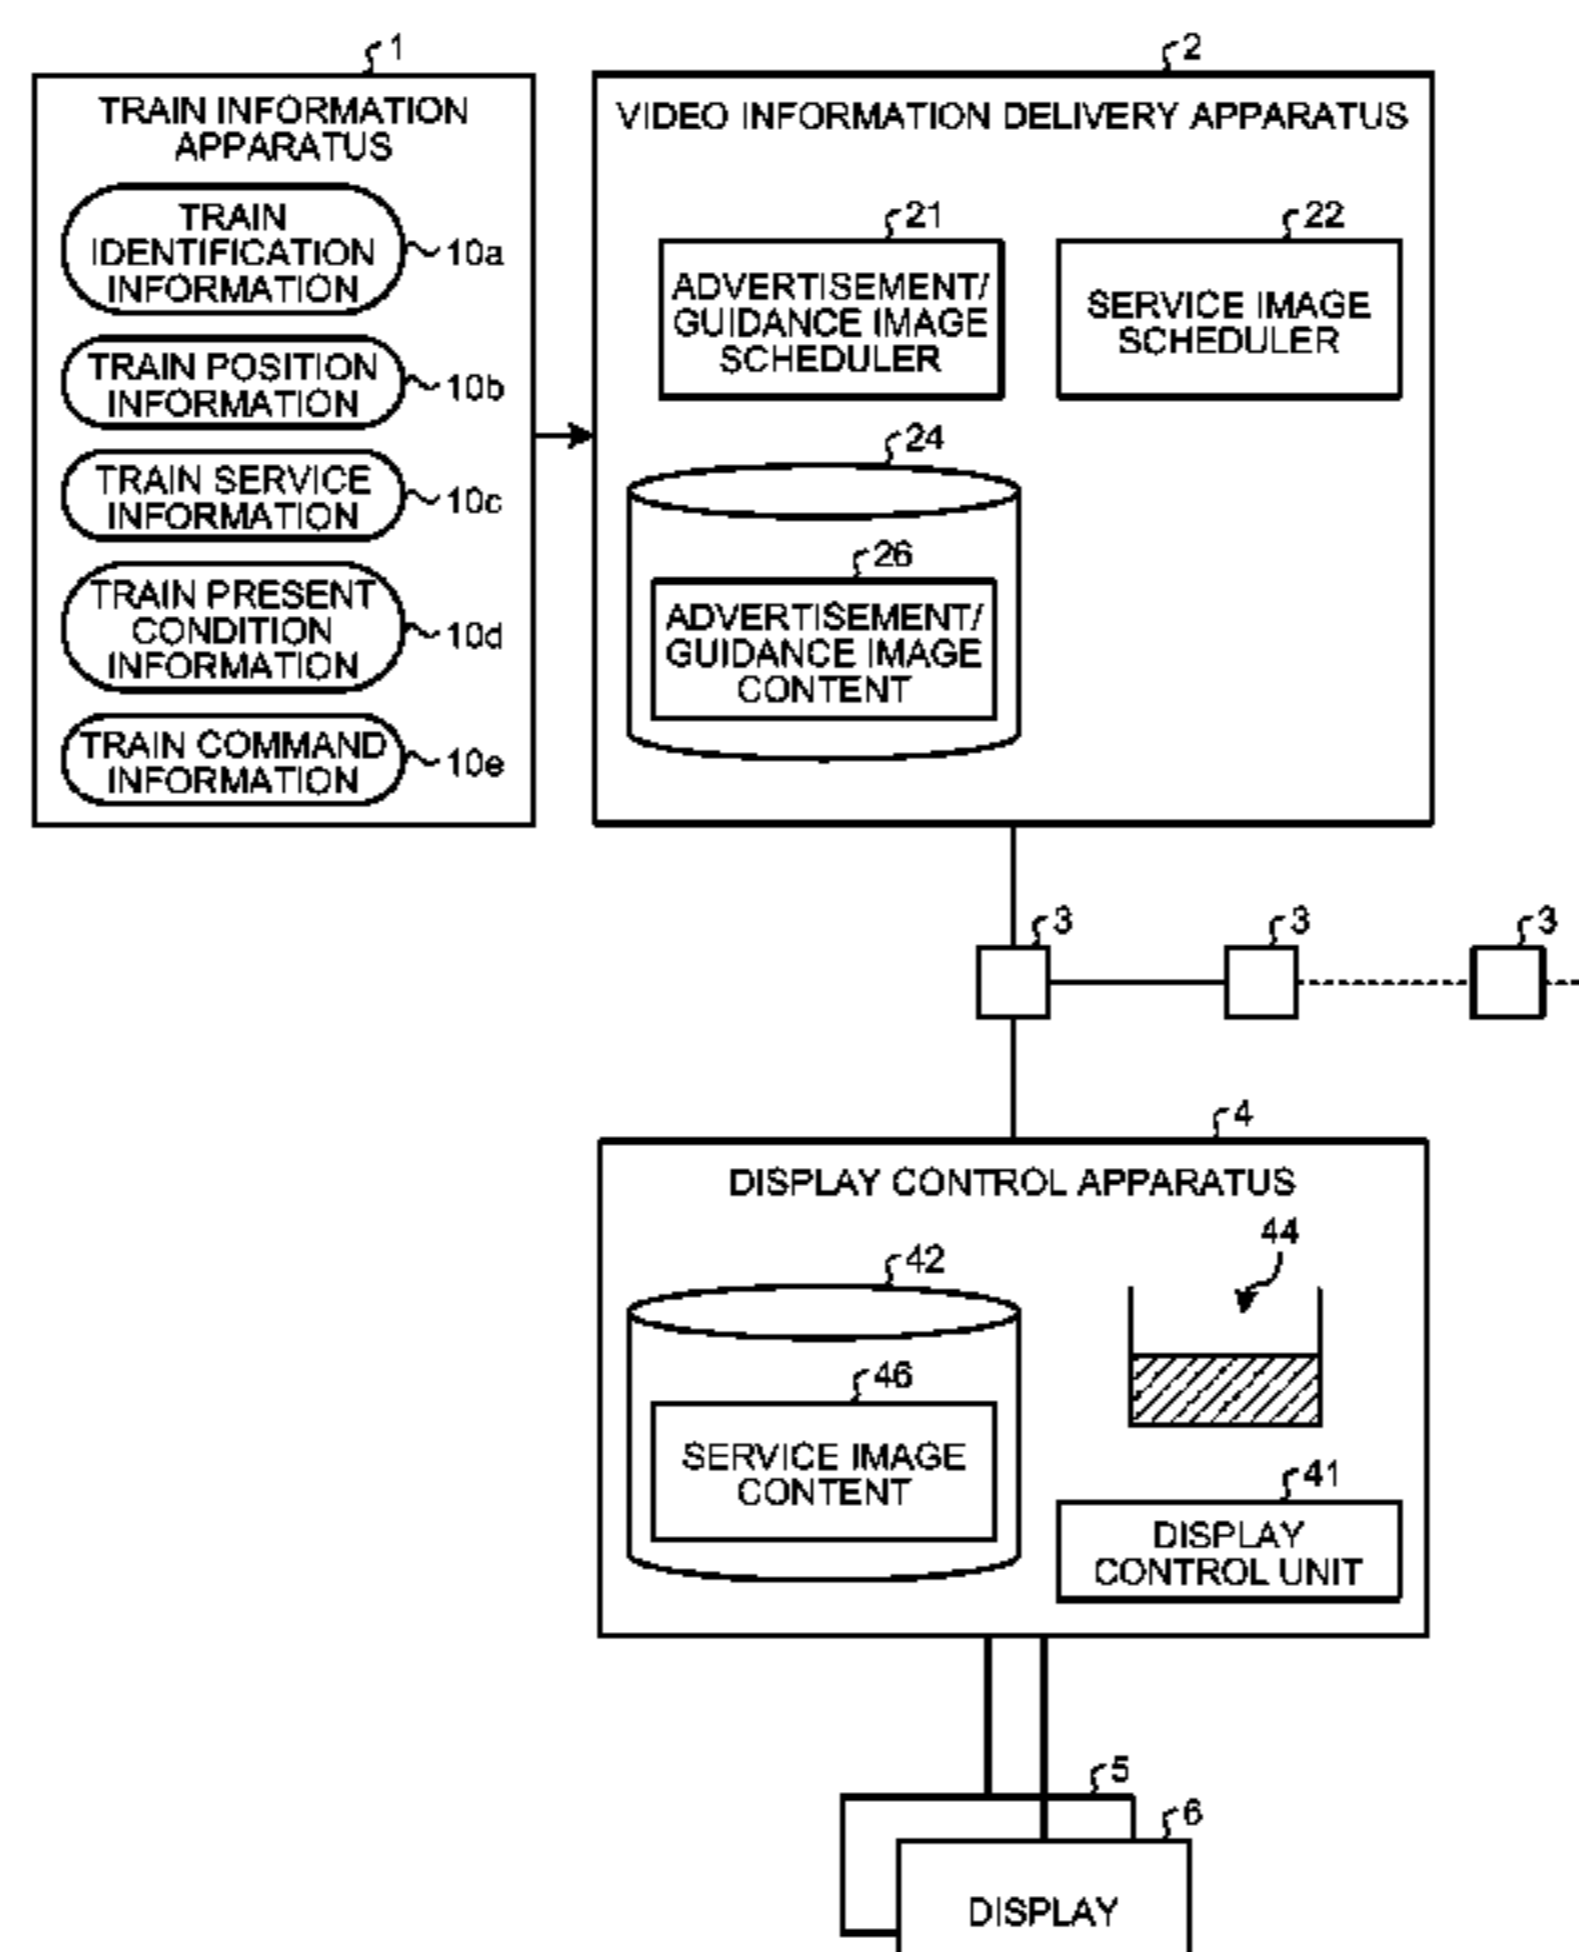 1
TRAIN INFORMATION
APPARATUS
TRAIN
IDENTIFICATION
INFORMATION
10a
TRAIN POSITION
INFORMATION
10b
TRAIN SERVICE
INFORMATION
10c
TRAIN PRESENT
CONDITION
INFORMATION
10d
TRAIN COMMAND
INFORMATION
10e
2
VIDEO INFORMATION DELIVERY APPARATUS
21
ADVERTISEMENT/
GUIDANCE IMAGE
SCHEDULER
22
SERVICE IMAGE
SCHEDULER
24
26
ADVERTISEMENT/
GUIDANCE IMAGE
CONTENT
3
3
3
4
DISPLAY CONTROL APPARATUS
42
46
SERVICE IMAGE
CONTENT
44
41
DISPLAY
CONTROL UNIT
5
6
DISPLAY